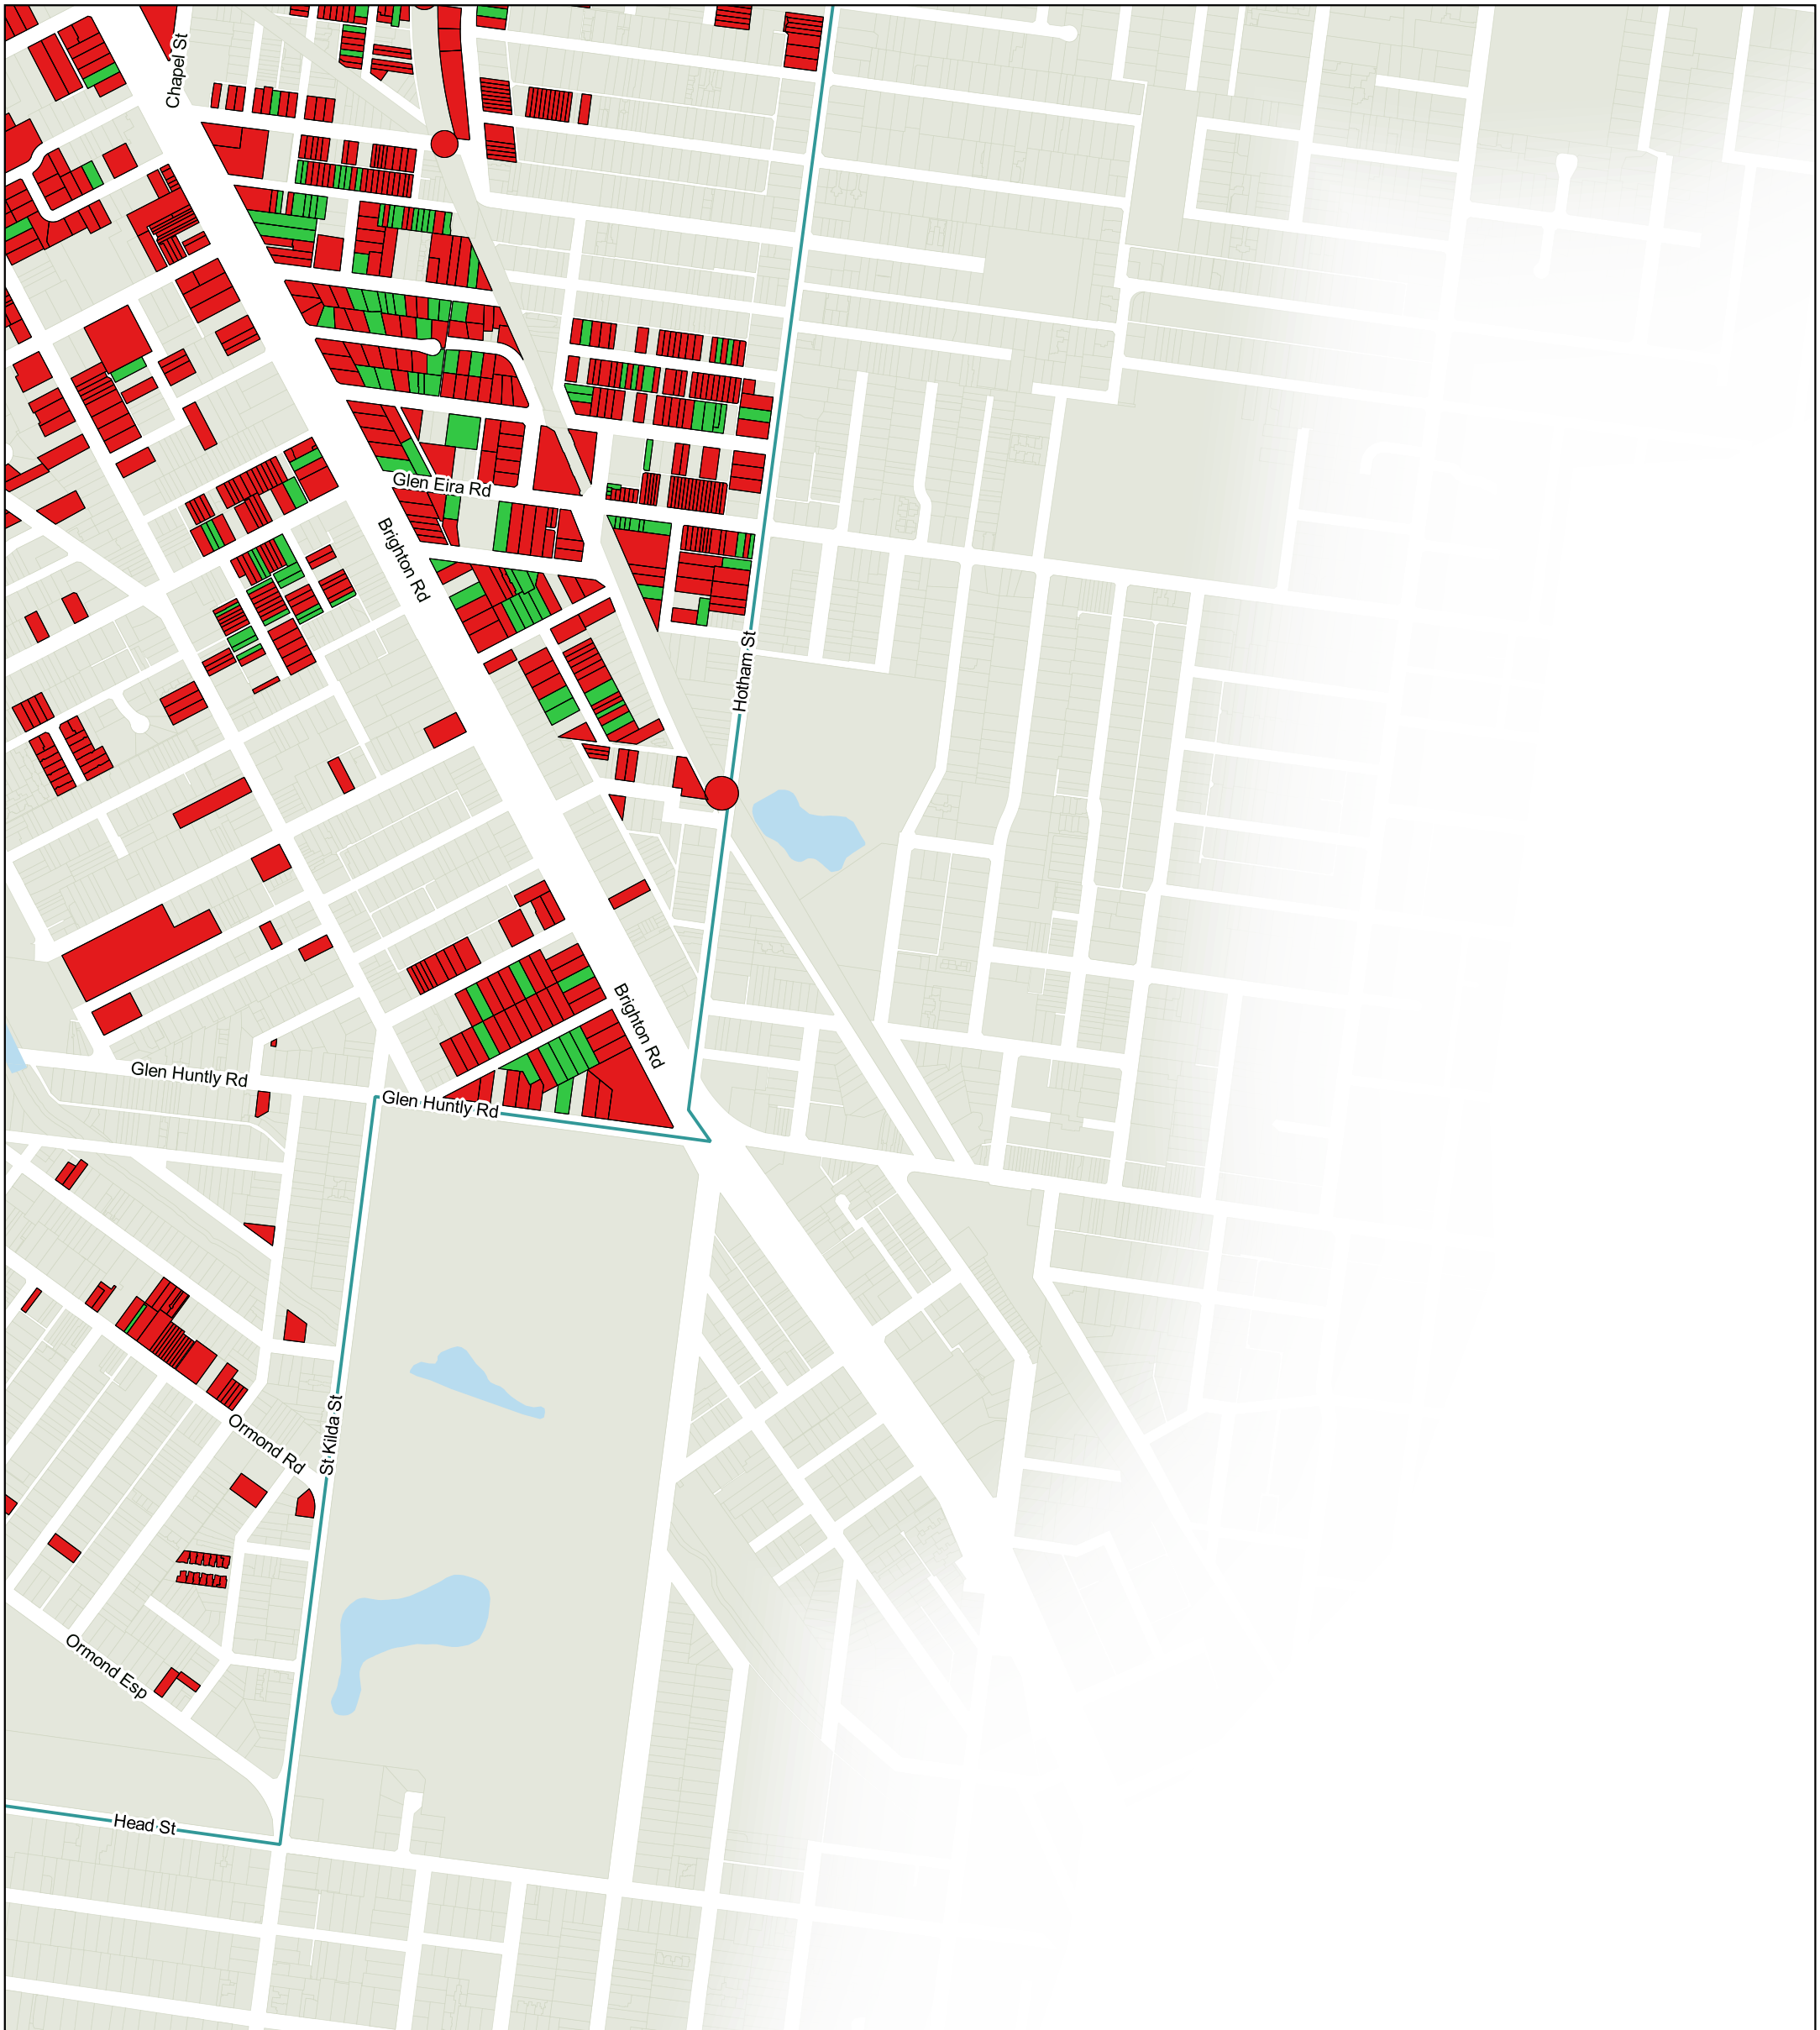 Chapel St
Glen Eira Rd
Brighton Rd
Hotham St
Brighton Rd
Glen Huntly Rd
Glen Huntly Rd
St Kilda St
Ormond Rd
Ormond Esp
Head St